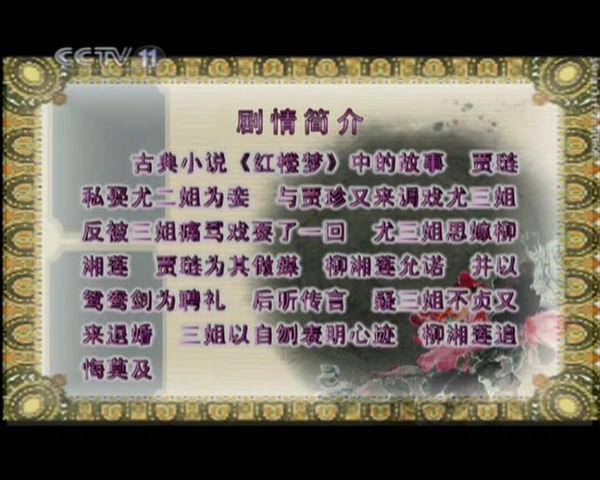 CCTV 11
剧情简介
古典小说《红楼梦》中的故事 贾琏
私娶尤二姐为妾 与贾珍又来调戏尤三姐
反被三姐痛骂戏耍了一回 尤三姐思嫁柳
湘莲 贾琏为其做媒 柳湘莲允诺 并以
鸳鸯剑为聘礼 后听传言 疑三姐不贞又
来退婚 三姐以自刎表明心迹 柳湘莲追
悔莫及